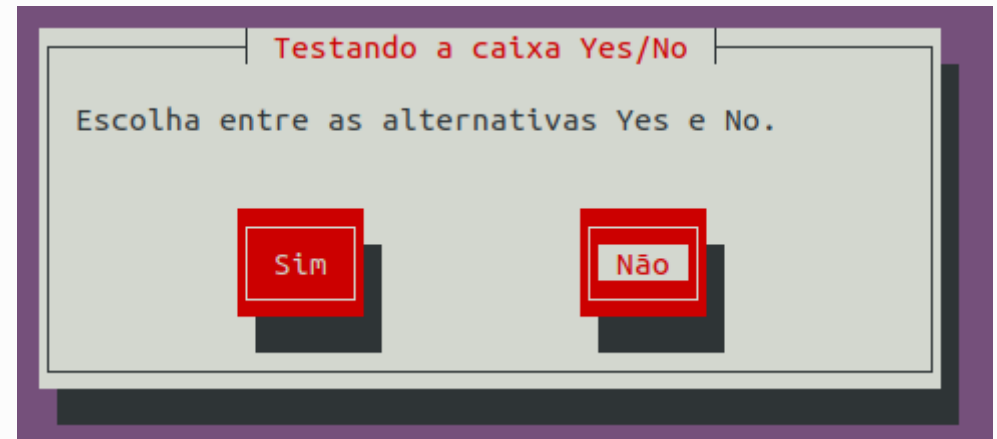 Testando a caixa Yes/No
Escolha entre as alternativas Yes e No.
Sim
Não